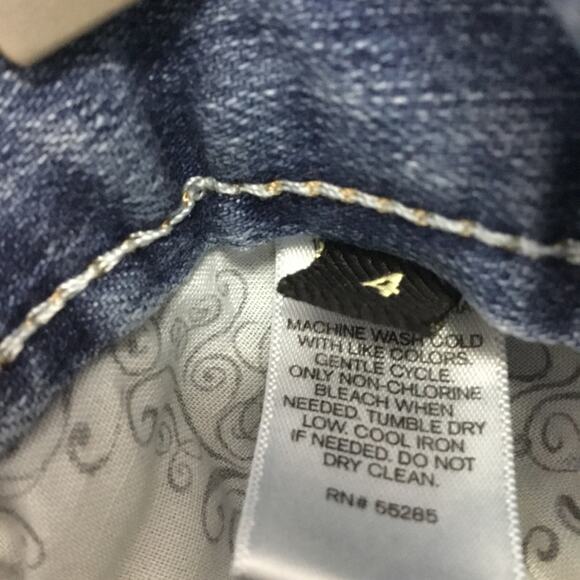 4
MACHINE WASH COLD
WITH LIKE COLORS.
GENTLE CYCLE
ONLY NON-CHLORINE
BLEACH WHEN
NEEDED. TUMBLE DRY
LOW. COOL IRON
IF NEEDED. DO NOT
DRY CLEAN.
RN# 55285